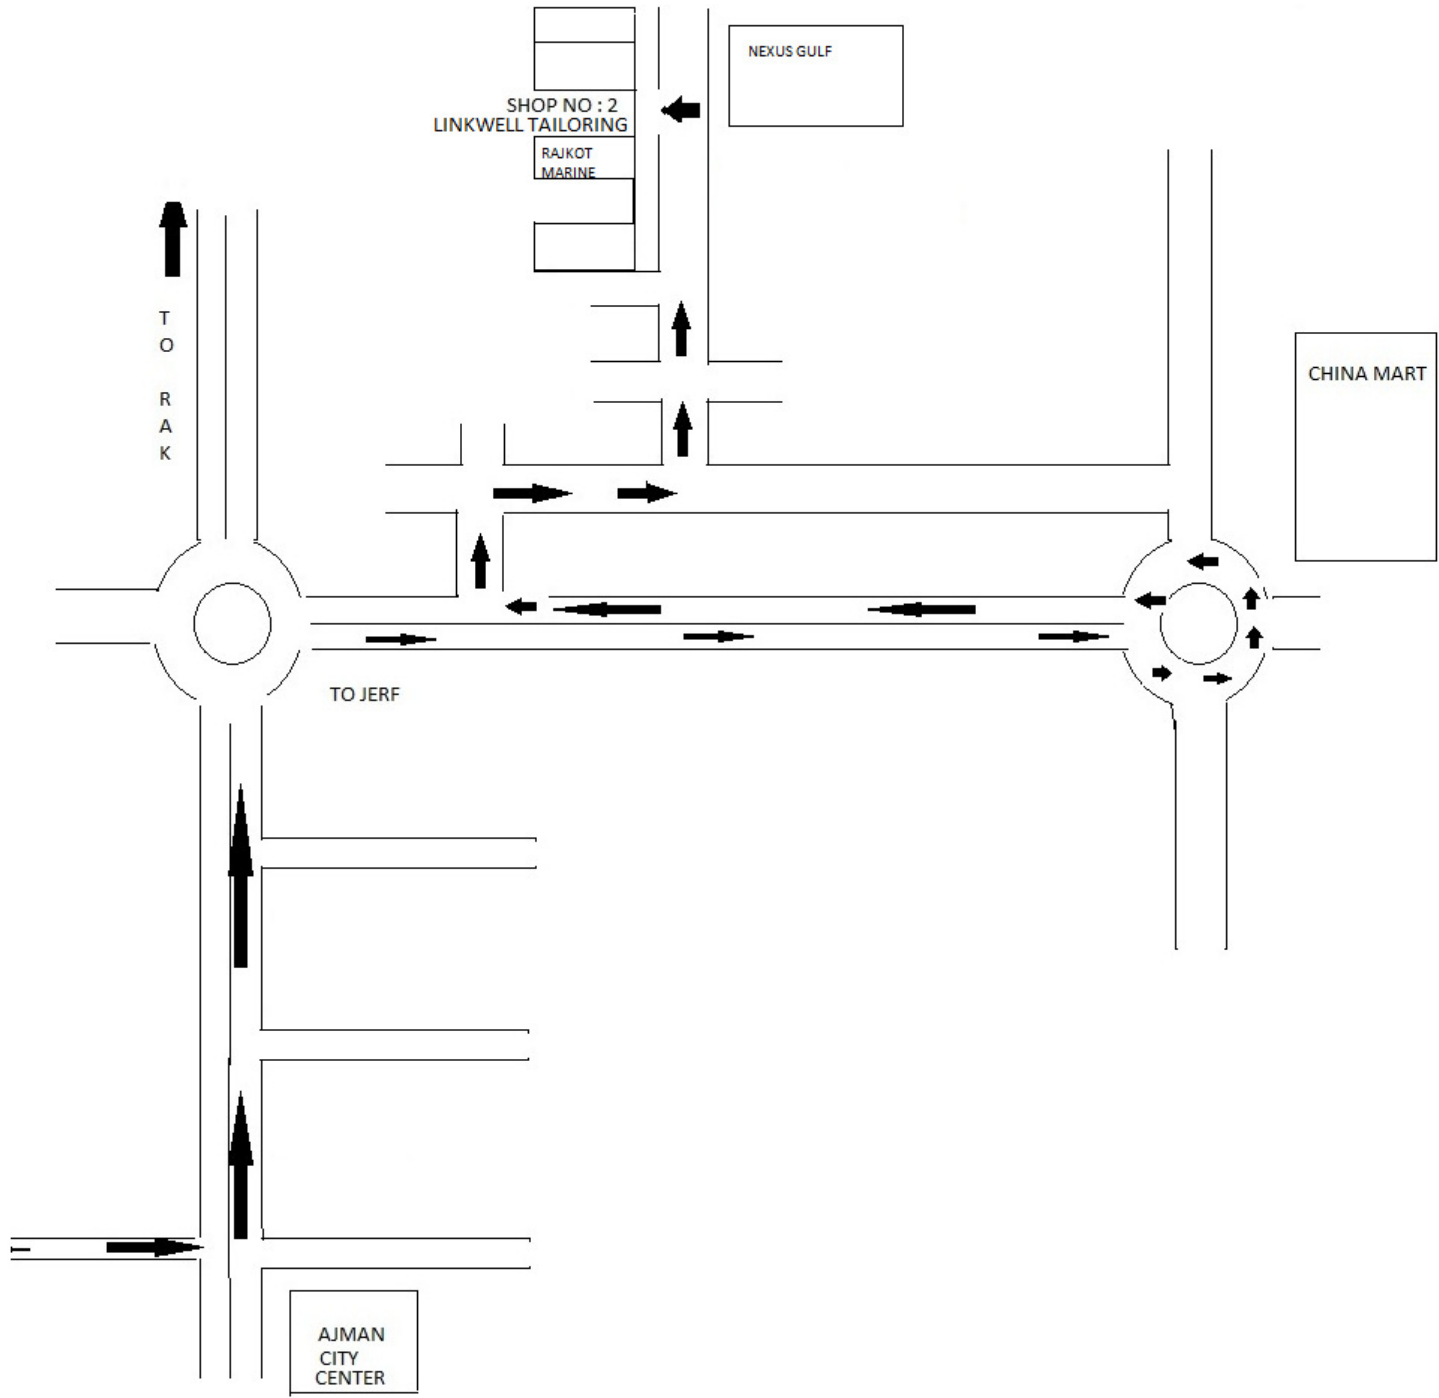 NEXUS GULF
SHOP NO : 2
LINKWELL TAILORING
RAJKOT
MARINE
T
O
R
A
K
CHINA MART
TO JERF
AJMAN
CITY
CENTER